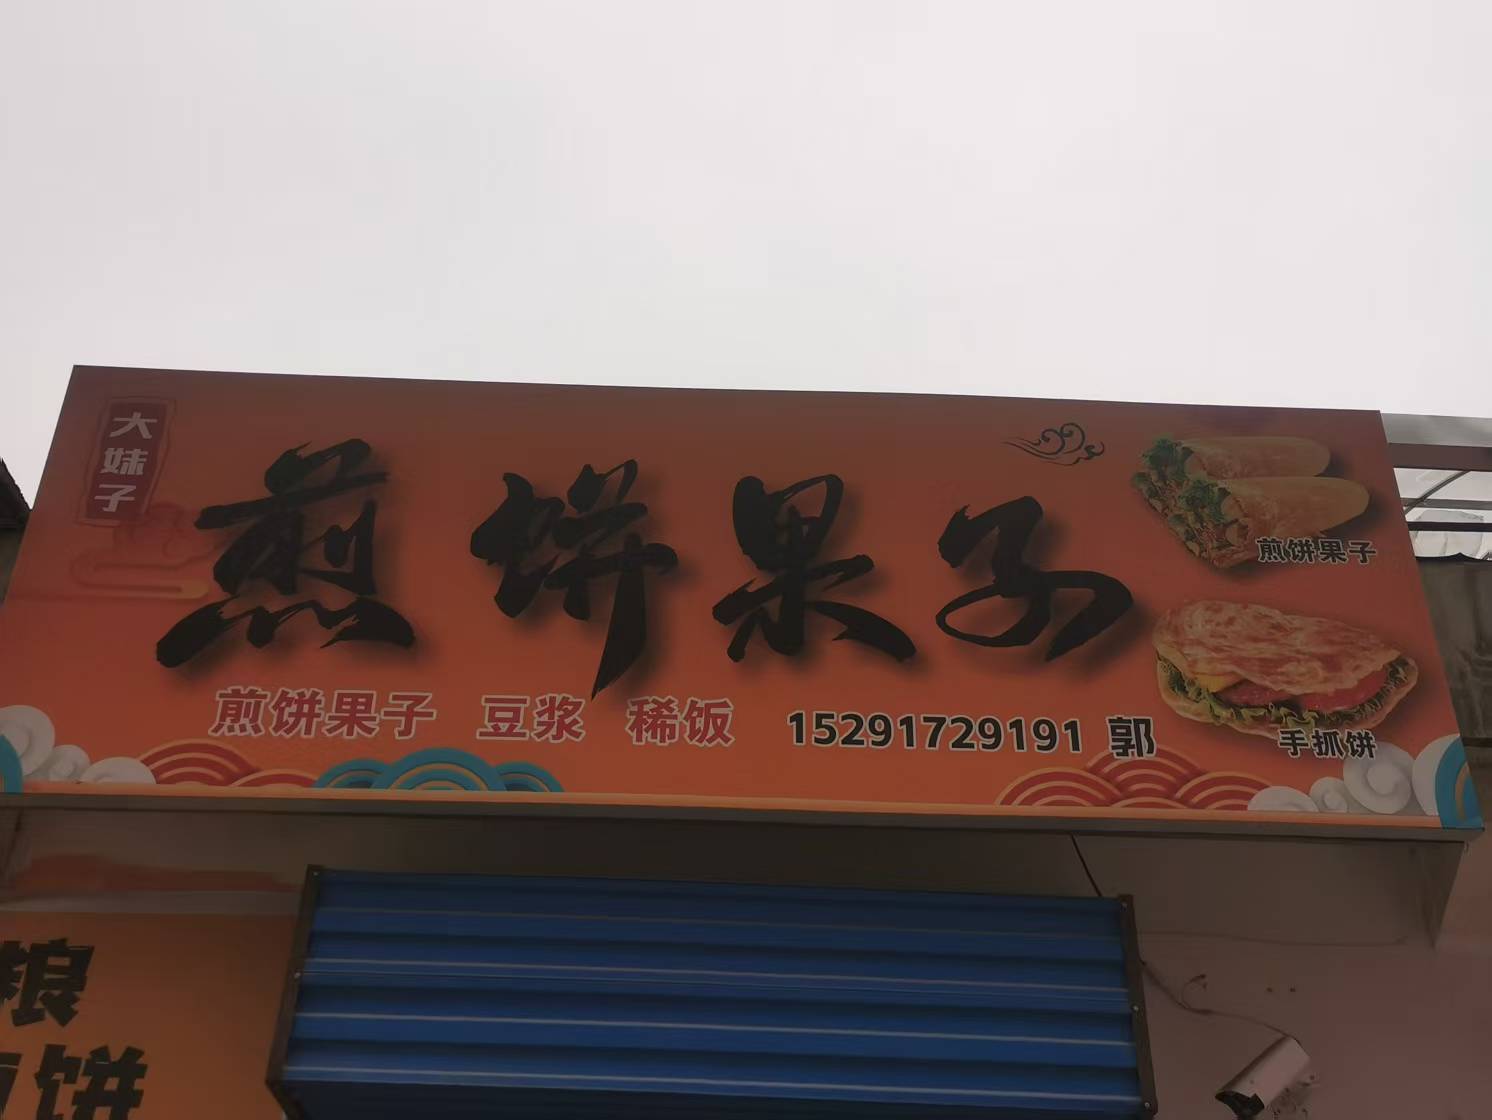 大妹子
煎饼果子
煎饼果子
煎饼果子 豆浆 稀饭 15291729191 郭
手抓饼
粮
饼